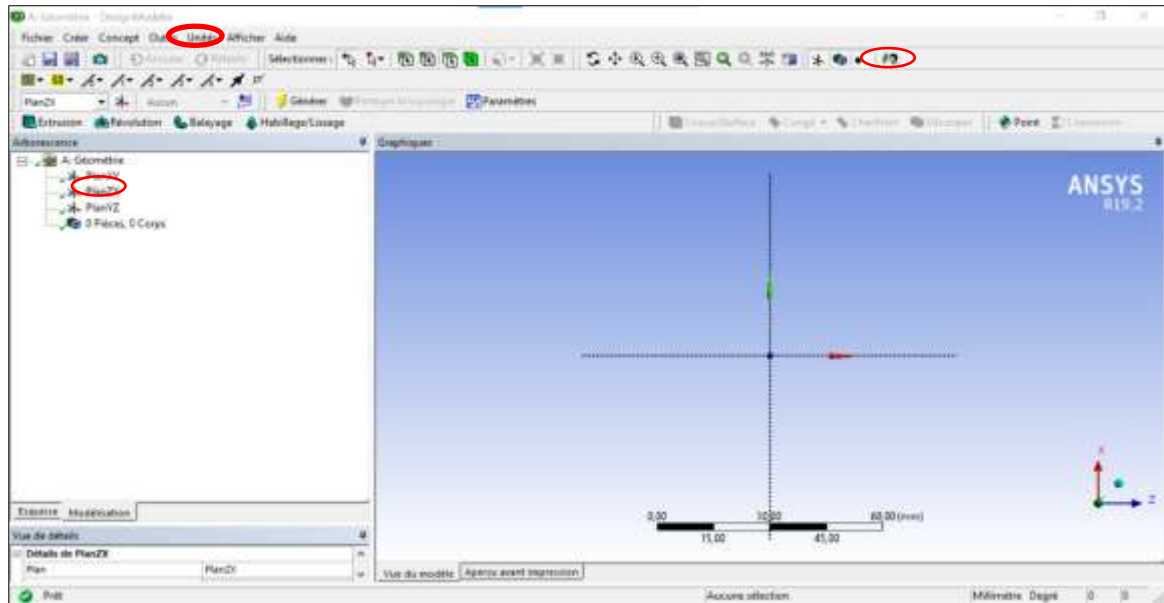 A: Géométrie - DesignModeler
Fichier Créer Concept Outils Unités Afficher Aide
Annuler Rétablir Sélectionner
PlanZX Aucun Générer Paramètres
Extrusion Révolution Balayage Habillage/Lissage Point
Arborescence Graphiques
A: Géométrie
PlanXY
PlanZX
PlanYZ
0 Pièces, 0 Corps
ANSYS
R19.2
X
Z
0,00 30,00 60,00 (mm)
15,00 45,00
Esquisse Modélisation
Vue de détails
Détails de PlanZX
Plan PlanZX
Vue du modèle Aperçu avant impression
Prêt Aucune sélection Millimètre Degré 0 0